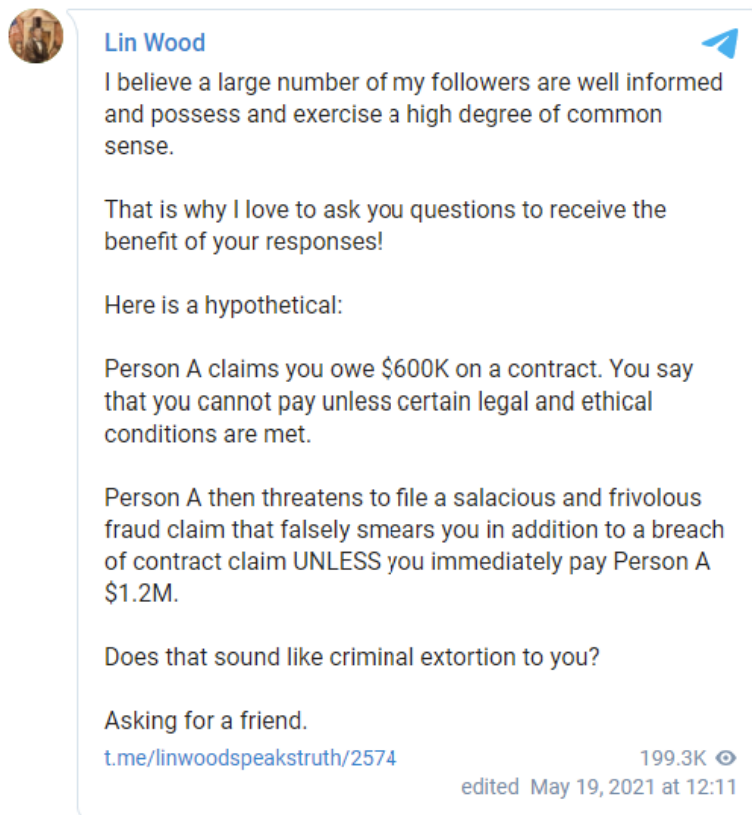 Lin Wood
I believe a large number of my followers are well informed
and possess and exercise a high degree of common
sense.
That is why I love to ask you questions to receive the
benefit of your responses!
Here is a hypothetical:
Person A claims you owe $600K on a contract. You say
that you cannot pay unless certain legal and ethical
conditions are met.
Person A then threatens to file a salacious and frivolous
fraud claim that falsely smears you in addition to a breach
of contract claim UNLESS you immediately pay Person A
$1.2M.
Does that sound like criminal extortion to you?
Asking for a friend.
t.me/linwoodspeakstruth/2574 199.3K
edited May 19, 2021 at 12:11